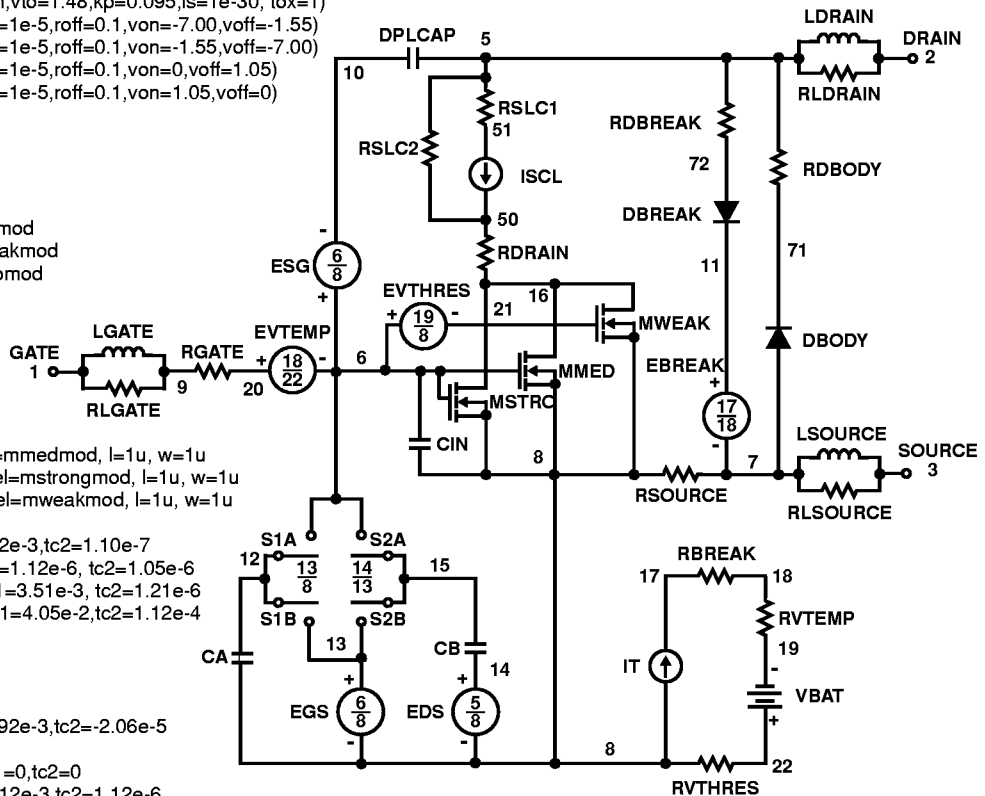 ,vto=1.48,kp=0.095,is=1e-30, tox=1)
=1e-5,roff=0.1,von=-7.00,voff=-1.55)
=1e-5,roff=0.1,von=-1.55,voff=-7.00)
=1e-5,roff=0.1,von=0,voff=1.05)
=1e-5,roff=0.1,von=1.05,voff=0)
mod
akmod
omod
=mmedmod, l=1u, w=1u
el=mstrongmod, l=1u, w=1u
el=mweakmod, l=1u, w=1u
2e-3,tc2=1.10e-7
=1.12e-6, tc2=1.05e-6
1=3.51e-3, tc2=1.21e-6
1=4.05e-2,tc2=1.12e-4
92e-3,tc2=-2.06e-5
=0,tc2=0
12e-3,tc2=1.12e-6
LDRAIN
DPLCAP 5
DRAIN
2
10
RLDRAIN
RSLC1
51
RDBREAK
RSLC2
72
RDBODY
ISCL
50
DBREAK
RDRAIN
11
71
-
ESG
6
8
+
EVTHRES
16
21
+
19
8
-
MWEAK
LGATE
EVTEMP
GATE
1
RGATE
+
18
22
-
6
MMED
EBREAK
+
DBODY
9
20
RLGATE
MSTRO
17
18
-
CIN
8
7
LSOURCE
SOURCE
3
RSOURCE
RLSOURCE
S1A
S2A
12
13
8
14
13
15
S1B
S2B
13
CA
CB
14
+
+
EGS
6
8
EDS
5
8
-
-
8
RBREAK
17
18
RVTEMP
19
IT
-
VBAT
+
22
RVTHRES